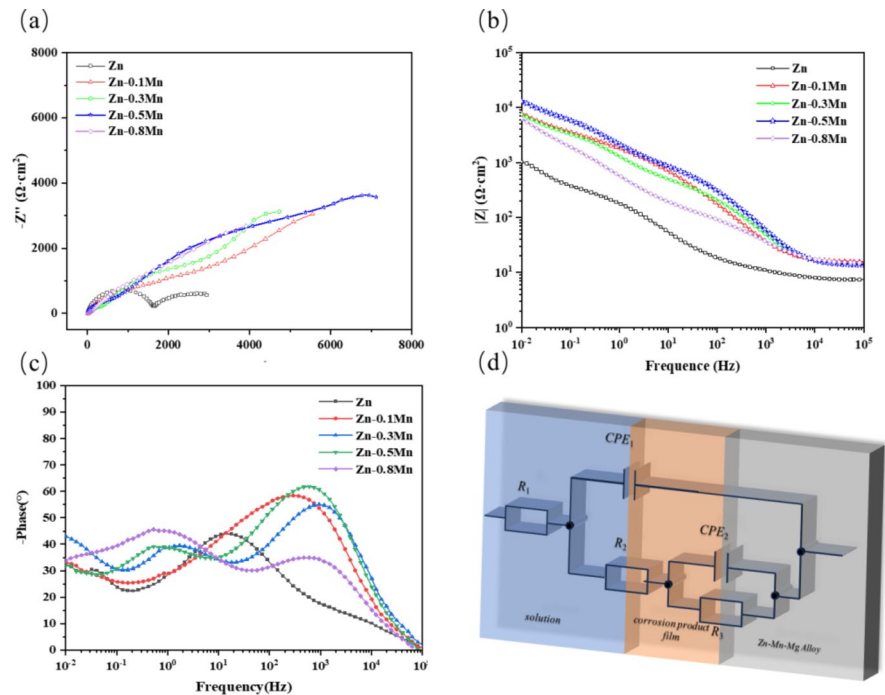 (a)
Zn
Zn-0.1Mn
Zn-0.3Mn
Zn-0.5Mn
Zn-0.8Mn
8000
6000
4000
2000
0
-Z'' (Ω·cm²)
0 2000 4000 6000 8000
(b)
Zn
Zn-0.1Mn
Zn-0.3Mn
Zn-0.5Mn
Zn-0.8Mn
10⁵
10⁴
10³
10²
10¹
10⁰
|Z| (Ω·cm²)
10⁻² 10⁻¹ 10⁰ 10¹ 10² 10³ 10⁴ 10⁵
Frequence (Hz)
(c)
Zn
Zn-0.1Mn
Zn-0.3Mn
Zn-0.5Mn
Zn-0.8Mn
100
90
80
70
60
50
40
30
20
10
0
-Phase(°)
10⁻² 10⁻¹ 10⁰ 10¹ 10² 10³ 10⁴ 10⁵
Frequency(Hz)
(d)
CPE₁
R₁
R₂
CPE₂
R₃
solution
corrosion product
film
Zn-Mn-Mg Alloy